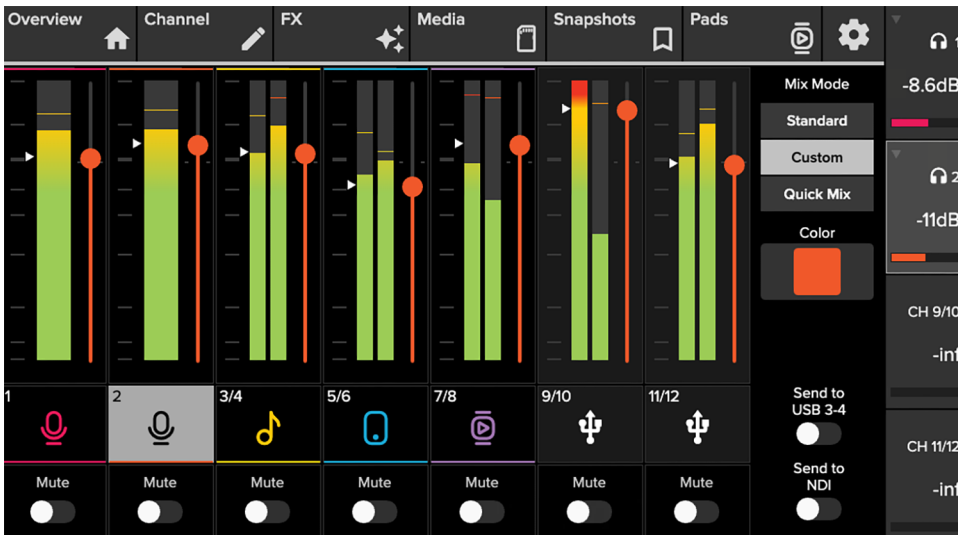 Overview
Channel
FX
Media
Snapshots
Pads
1
-8.6dB
2
-11dB
CH 9/10
-inf
CH 11/12
-inf
Mix Mode
Standard
Custom
Quick Mix
Color
Send to
USB 3-4
Send to
NDI
1
2
3/4
5/6
7/8
9/10
11/12
Mute
Mute
Mute
Mute
Mute
Mute
Mute